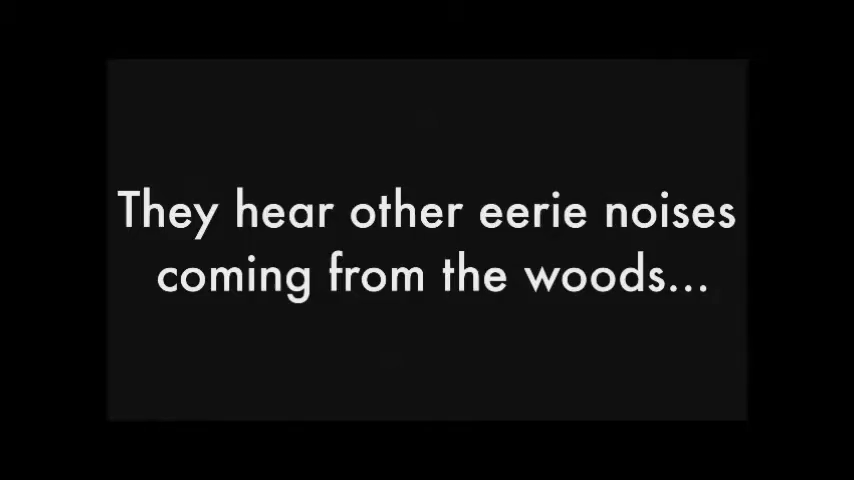 They hear other eerie noises
coming from the woods...